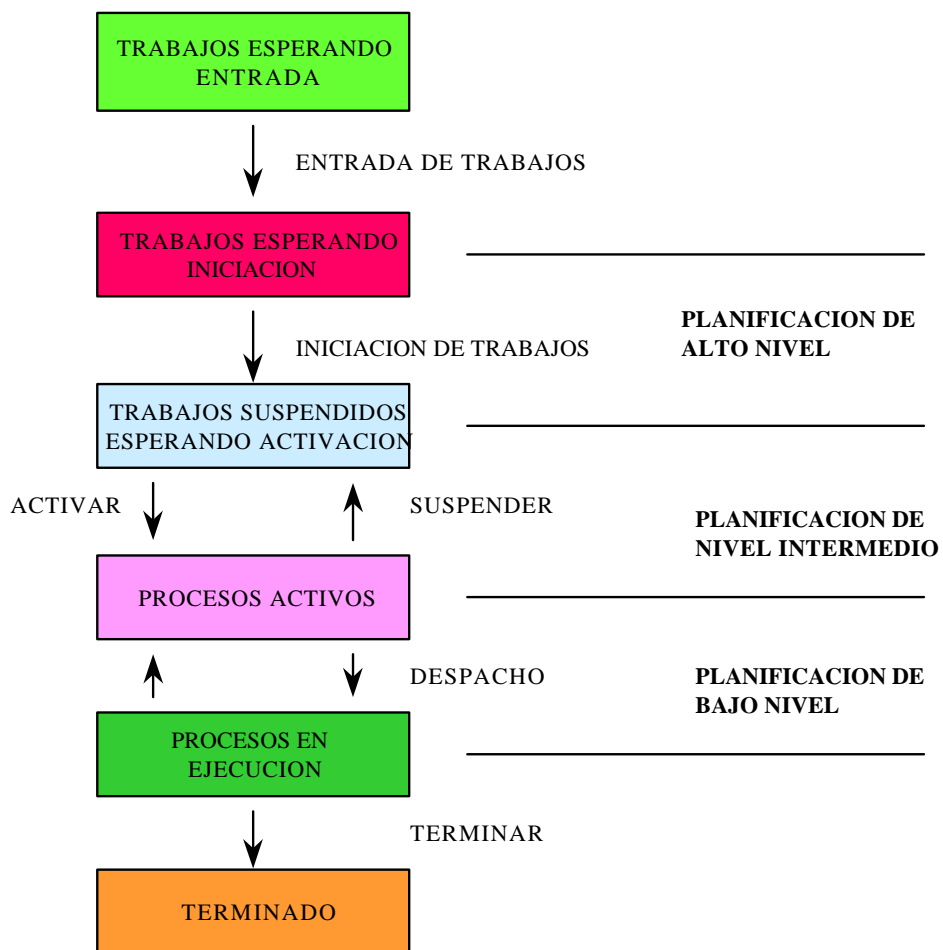 TRABAJOS ESPERANDO
ENTRADA
ENTRADA DE TRABAJOS
TRABAJOS ESPERANDO
INICIACION
PLANIFICACION DE
ALTO NIVEL
INICIACION DE TRABAJOS
TRABAJOS SUSPENDIDOS
ESPERANDO ACTIVACION
ACTIVAR
SUSPENDER
PLANIFICACION DE
NIVEL INTERMEDIO
PROCESOS ACTIVOS
DESPACHO
PLANIFICACION DE
BAJO NIVEL
PROCESOS EN
EJECUCION
TERMINAR
TERMINADO